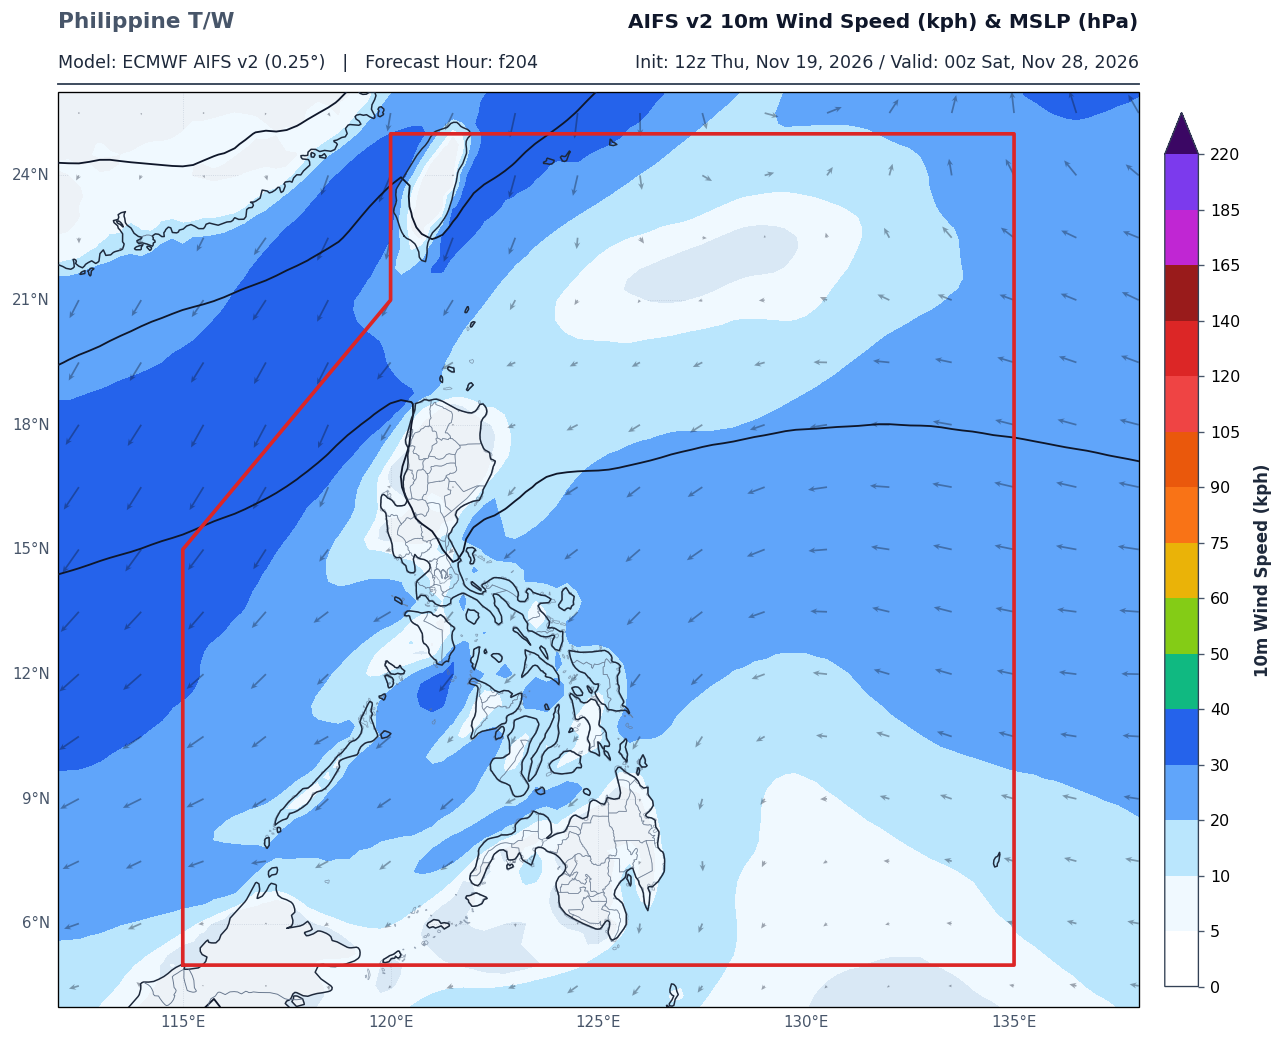 Philippine T/W
AIFS v2 10m Wind Speed (kph) & MSLP (hPa)
Model: ECMWF AIFS v2 (0.25°) | Forecast Hour: f204
Init: 12z Thu, Nov 19, 2026 / Valid: 00z Sat, Nov 28, 2026
24°N
21°N
18°N
15°N
12°N
9°N
6°N
115°E
120°E
125°E
130°E
135°E
220
185
165
140
120
105
90
75
60
50
40
30
20
10
5
0
10m Wind Speed (kph)